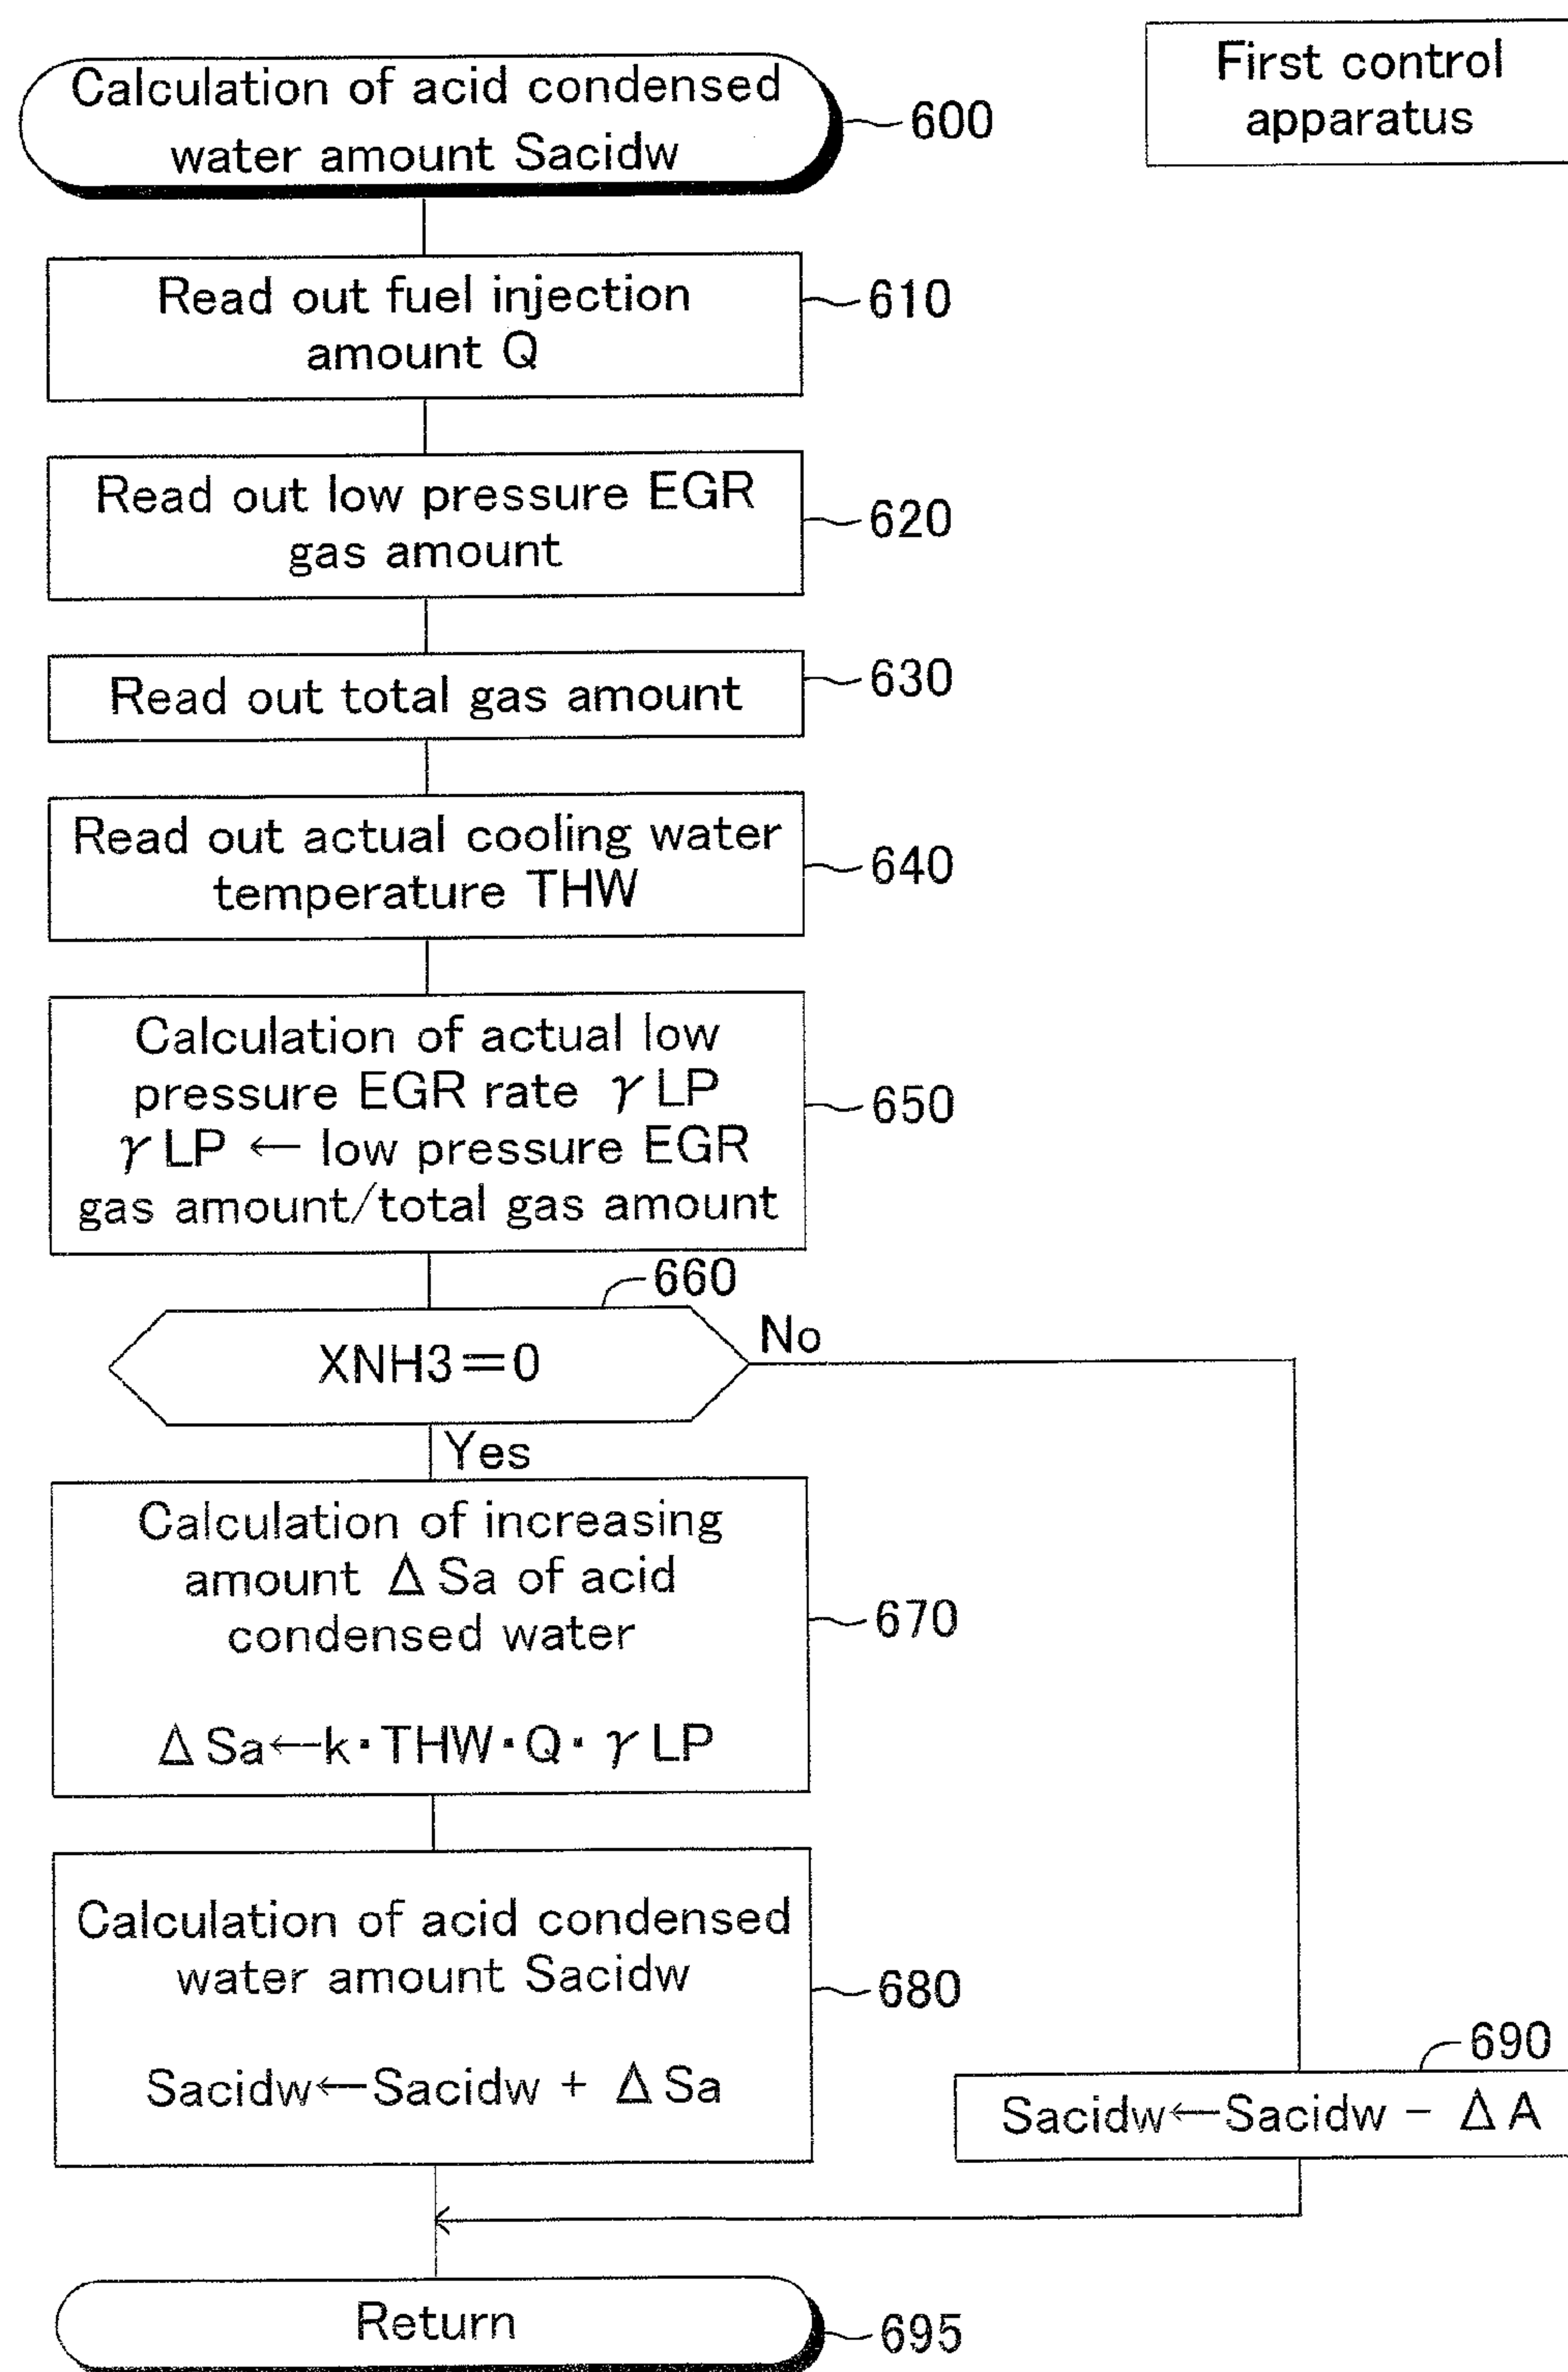 First control
apparatus
Calculation of acid condensed
water amount Sacidw
600
Read out fuel injection
amount Q
610
Read out low pressure EGR
gas amount
620
Read out total gas amount
630
Read out actual cooling water
temperature THW
640
Calculation of actual low
pressure EGR rate γLP
γLP ← low pressure EGR
gas amount/total gas amount
650
660
XNH3=0
No
Yes
Calculation of increasing
amount ΔSa of acid
condensed water
ΔSa←k・THW・Q・γLP
670
Calculation of acid condensed
water amount Sacidw
Sacidw←Sacidw + ΔSa
680
690
Sacidw←Sacidw − ΔA
Return
695